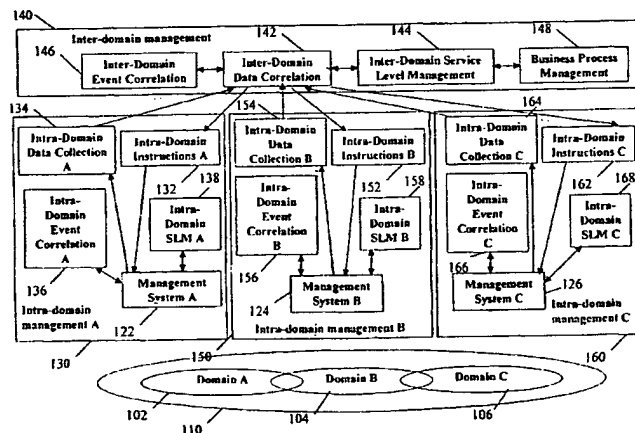 140
142
144
148
Inter-domain management
146
Inter-Domain
Event Correlation
Inter-Domain
Data Correlation
Inter-Domain Service
Level Management
Business Process
Management
134
154
164
Intra-Domain
Data Collection
A
Intra-Domain
Instructions A
Intra-Domain
Data
Collection B
Intra-Domain
Instructions B
Intra-Domain
Data
Collection C
Intra-Domain
Instructions C
132
138
152
158
162
168
Intra-
Domain
Event
Correlation A
Intra-
Domain
SLM A
Intra-
Domain
Event
Correlation B
Intra-
Domain
SLM B
Intra-
Domain
Event
Correlation
C
Intra-
Domain
SLM C
136
156
166
Management
System A
Management
System B
Management
System C
124
126
Intra-domain
management A
122
Intra-domain management B
Intra-domain
management C
130
150
160
Domain A
Domain B
Domain C
102
104
106
110